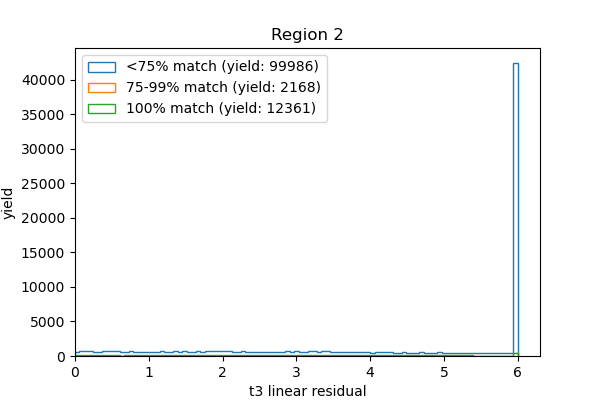 Region 2
<75% match (yield: 99986)
75-99% match (yield: 2168)
100% match (yield: 12361)
yield
40000
35000
30000
25000
20000
15000
10000
5000
0
0 1 2 3 4 5 6
t3 linear residual